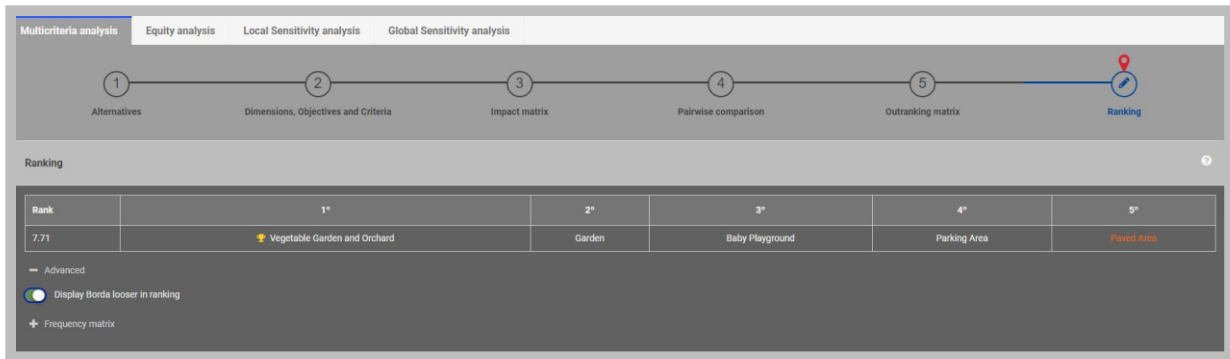 Multicriteria analysis Equity analysis Local Sensitivity analysis Global Sensitivity analysis
1 2 3 4 5
Alternatives Dimensions, Objectives and Criteria Impact matrix Pairwise comparison Outranking matrix Ranking
Ranking ?
Rank 1º 2º 3º 4º 5º
7.71 Vegetable Garden and Orchard Garden Baby Playground Parking Area Paved Area
Advanced
Display Borda looser in ranking
Frequency matrix